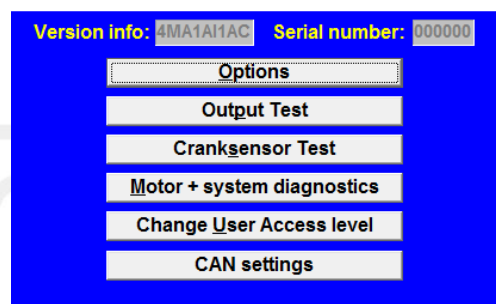 Version info: 4MA1AI1AC Serial number: 000000
Options
Output Test
Cranksensor Test
Motor + system diagnostics
Change User Access level
CAN settings